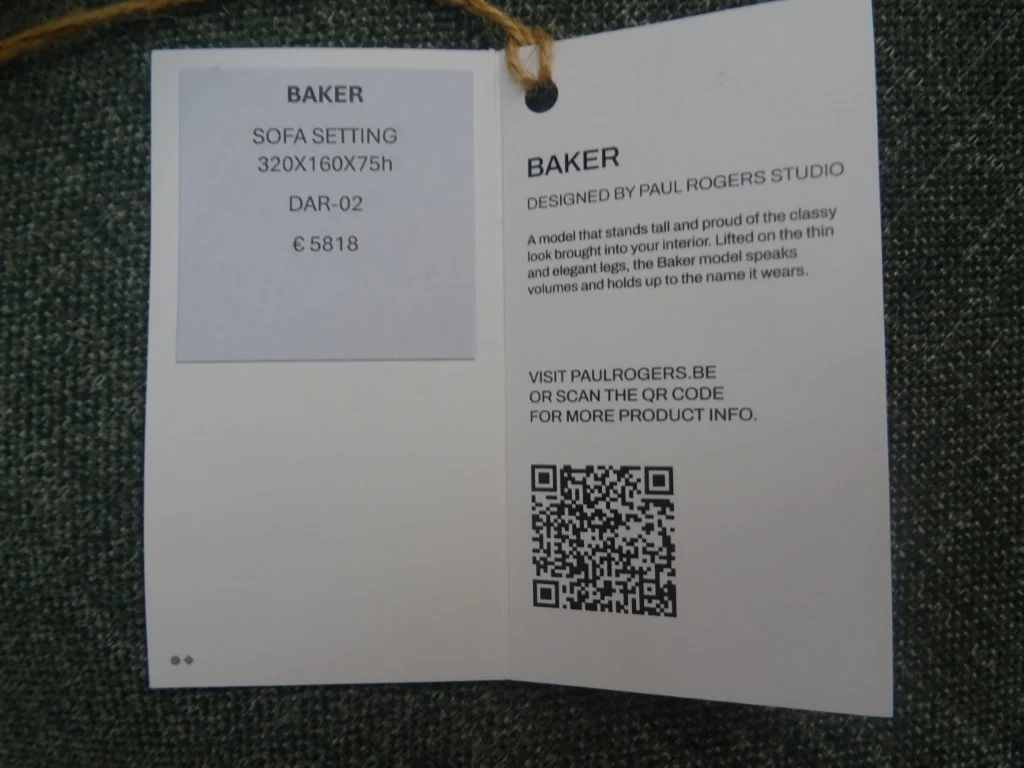 BAKER
SOFA SETTING
320X160X75h
DAR-02
€ 5818
BAKER
DESIGNED BY PAUL ROGERS STUDIO
A model that stands tall and proud of the classy
look brought into your interior. Lifted on the thin
and elegant legs, the Baker model speaks
volumes and holds up to the name it wears.
VISIT PAULROGERS.BE
OR SCAN THE QR CODE
FOR MORE PRODUCT INFO.